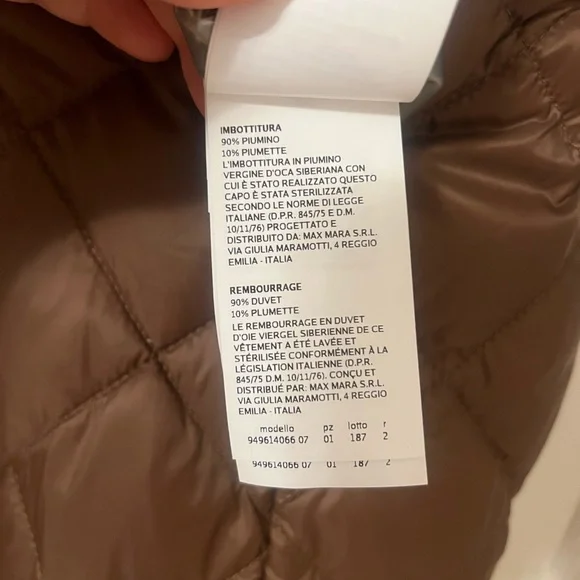 IMBOTTITURA
90% PIUMINO
10% PIUMETTE
L'IMBOTTITURA IN PIUMINO
VERGINE D'OCA SIBERIANA CON
CUI È STATO REALIZZATO QUESTO
CAPO È STATA STERILIZZATA
SECONDO LE NORME DI LEGGE
ITALIANE (D.P.R. 845/75 E D.M.
10/11/76) PROGETTATO E
DISTRIBUITO DA: MAX MARA S.R.L.
VIA GIULIA MARAMOTTI, 4 REGGIO
EMILIA - ITALIA
REMBOURRAGE
90% DUVET
10% PLUMETTE
LE REMBOURRAGE EN DUVET
D'OIE VIERGEL SIBERIENNE DE CE
VÊTEMENT A ÉTÉ LAVÉE ET
STÉRILISÉE CONFORMÉMENT À LA
LÉGISLATION ITALIENNE (D.P.R.
845/75 D.M. 10/11/76). CONÇU ET
DISTRIBUÉ PAR: MAX MARA S.R.L.
VIA GIULIA MARAMOTTI, 4 REGGIO
EMILIA - ITALIA
modello pz lotto r
949614066 07 01 187 2
949614066 07 01 187 2